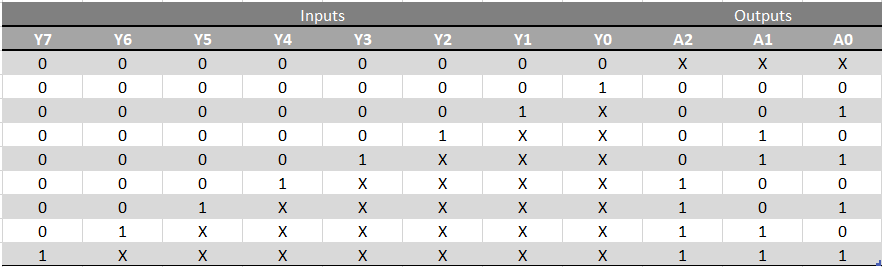 Inputs Outputs
Y7 Y6 Y5 Y4 Y3 Y2 Y1 Y0 A2 A1 A0
0 0 0 0 0 0 0 0 X X X
0 0 0 0 0 0 0 1 0 0 0
0 0 0 0 0 0 1 X 0 0 1
0 0 0 0 0 1 X X 0 1 0
0 0 0 0 1 X X X 0 1 1
0 0 0 1 X X X X 1 0 0
0 0 1 X X X X X 1 0 1
0 1 X X X X X X 1 1 0
1 X X X X X X X 1 1 1